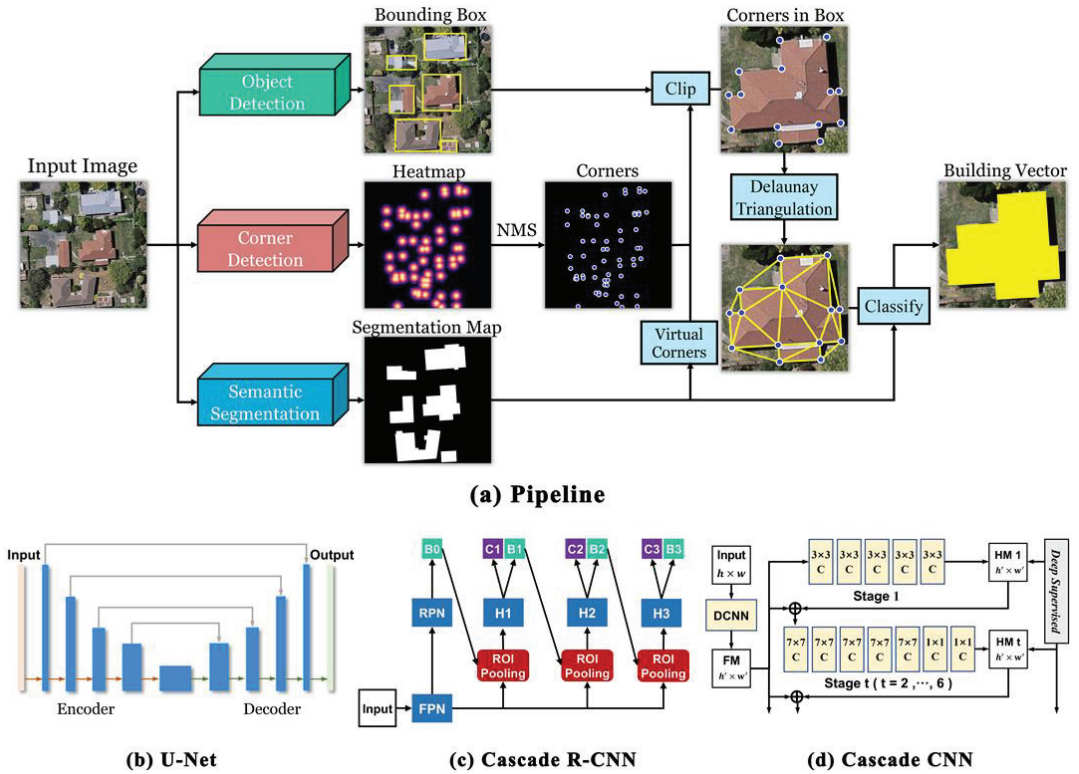 Bounding Box
Corners in Box
Object
Detection
Clip
Input Image
Heatmap
Corners
Delaunay
Triangulation
Building Vector
Corner
Detection
NMS
Segmentation Map
Virtual
Corners
Classify
Semantic
Segmentation
(a) Pipeline
Input
Output
Encoder
Decoder
(b) U-Net
B0
C1
B1
C2
B2
C3
B3
RPN
H1
H2
H3
ROI
Pooling
ROI
Pooling
ROI
Pooling
Input
FPN
(c) Cascade R-CNN
Input
h × w
DCNN
FM
h' × w'
3×3
C
3×3
C
3×3
C
3×3
C
3×3
C
HM 1
h' × w'
Stage 1
Deep Supervised
7×7
C
7×7
C
7×7
C
7×7
C
7×7
C
1×1
C
1×1
C
HM t
h' × w'
Stage t ( t = 2 ,⋯, 6 )
(d) Cascade CNN